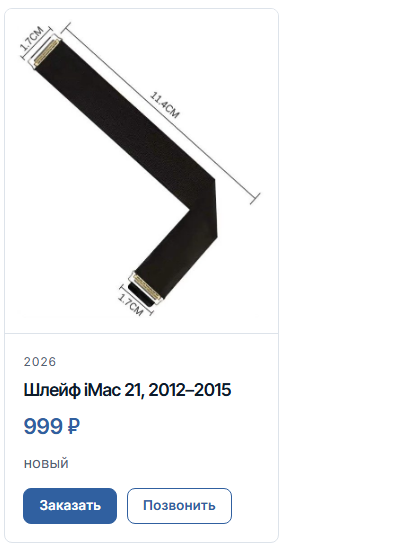 1.7CM
11.4CM
1.7CM
2026
Шлейф iMac 21, 2012–2015
999 ₽
новый
Заказать
Позвонить